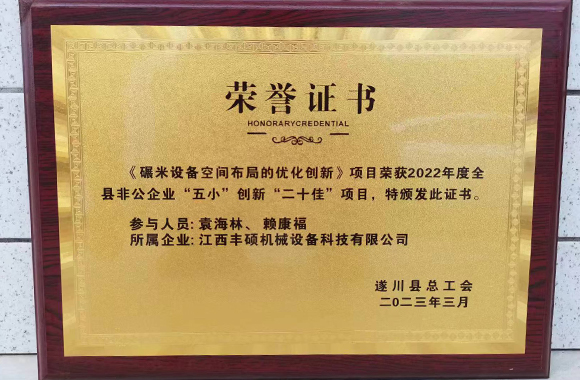 荣誉证书
HONORARYCREDENTIAL
《碾米设备空间布局的优化创新》项目荣获2022年度全
县非公企业“五小”创新“二十佳”项目，特颁发此证书。
参与人员：袁海林、赖康福
所属企业：江西丰硕机械设备科技有限公司
遂川县总工会
二〇二三年三月